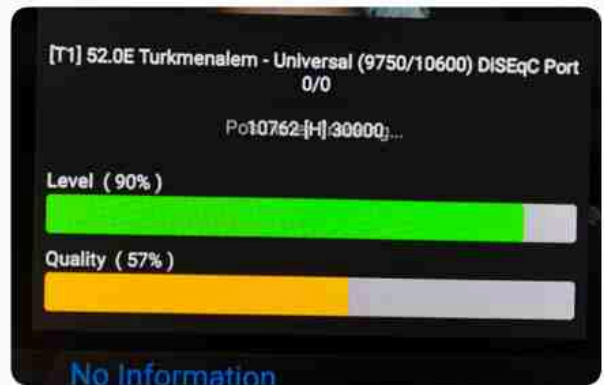 [T1] 52.0E Turkmenalem - Universal (9750/10600) DiSEqC Port
0/0
10762 [H] 30000
Level ( 90% )
Quality ( 57% )
No Information